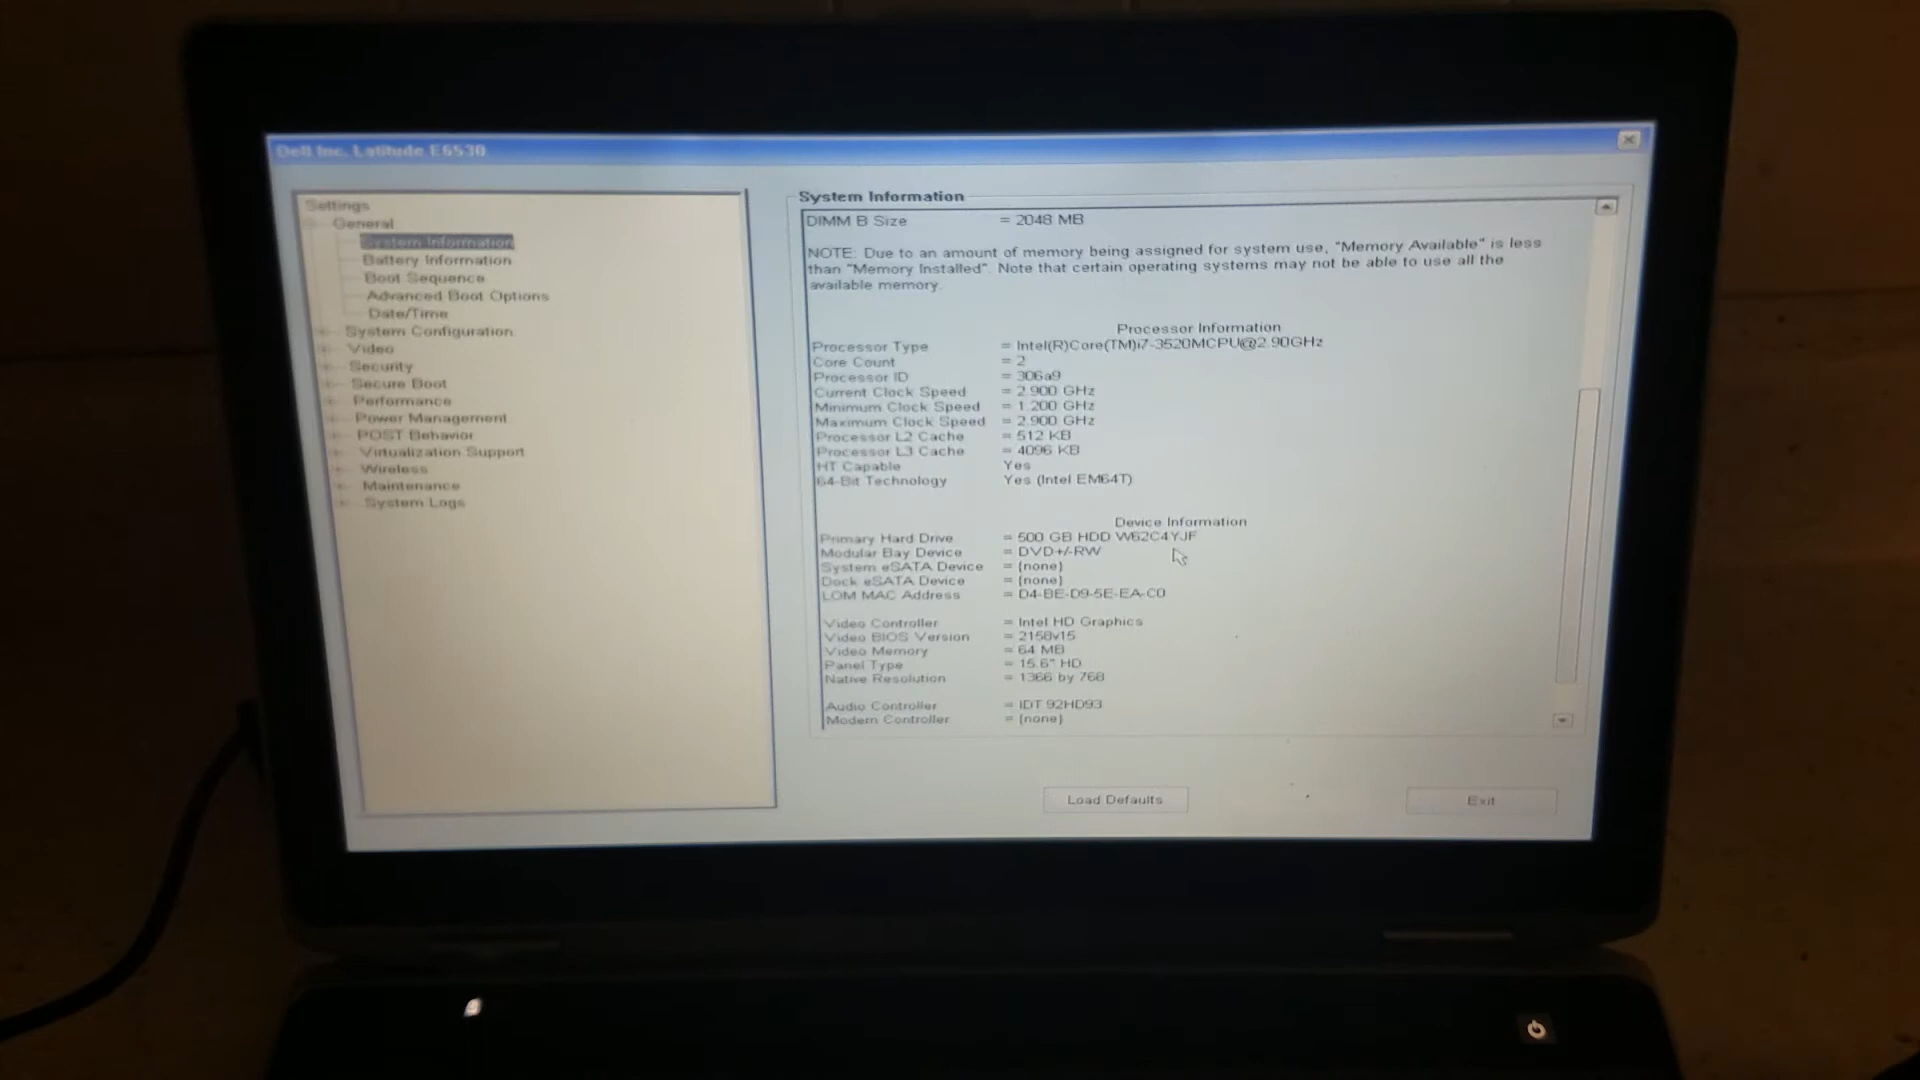 Dell Inc. Latitude E6530
Settings
General
System Information
Battery Information
Boot Sequence
Advanced Boot Options
Date/Time
System Configuration
Video
Security
Secure Boot
Performance
Power Management
POST Behavior
Virtualization Support
Wireless
Maintenance
System Logs
System Information
DIMM B Size = 2048 MB
NOTE: Due to an amount of memory being assigned for system use, "Memory Available" is less
than "Memory Installed". Note that certain operating systems may not be able to use all the
available memory.
Processor Information
Processor Type = Intel(R)Core(TM)i7-3520MCPU@2.90GHz
Core Count = 2
Processor ID = 306a9
Current Clock Speed = 2.900 GHz
Minimum Clock Speed = 1.200 GHz
Maximum Clock Speed = 2.900 GHz
Processor L2 Cache = 512 KB
Processor L3 Cache = 4096 KB
HT Capable Yes
64-Bit Technology Yes (Intel EM64T)
Device Information
Primary Hard Drive = 500 GB HDD W62C4YJF
Modular Bay Device = DVD+/-RW
System eSATA Device = {none}
Dock eSATA Device = {none}
LOM MAC Address = D4-BE-D9-5E-EA-C0
Video Controller = Intel HD Graphics
Video BIOS Version = 2158v15
Video Memory = 64 MB
Panel Type = 15.6" HD
Native Resolution = 1366 by 768
Audio Controller = IDT 92HD93
Modem Controller = {none}
Load Defaults
Exit